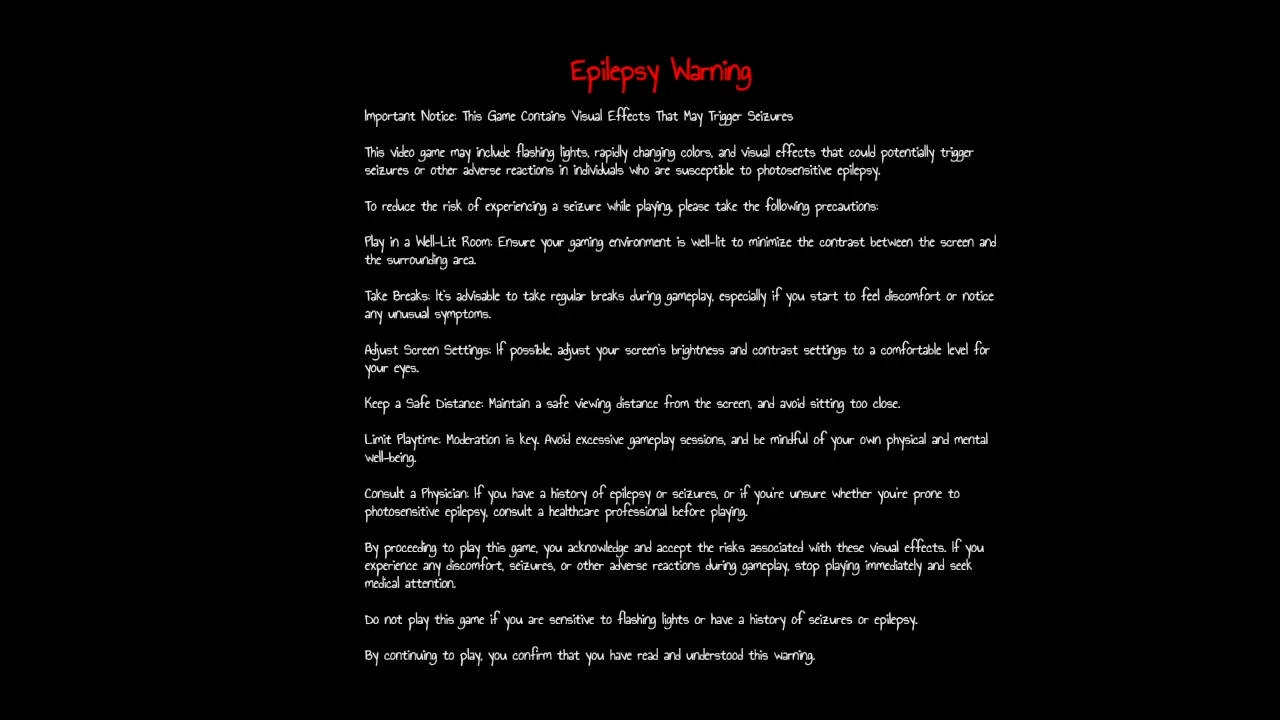 Epilepsy Warning
Important Notice: This Game Contains Visual Effects That May Trigger Seizures
This video game may include flashing lights, rapidly changing colors, and visual effects that could potentially trigger
seizures or other adverse reactions in individuals who are susceptible to photosensitive epilepsy.
To reduce the risk of experiencing a seizure while playing, please take the following precautions:
Play in a Well-Lit Room: Ensure your gaming environment is well-lit to minimize the contrast between the screen and
the surrounding area.
Take Breaks: It's advisable to take regular breaks during gameplay, especially if you start to feel discomfort or notice
any unusual symptoms.
Adjust Screen Settings: If possible, adjust your screen's brightness and contrast settings to a comfortable level for
your eyes.
Keep a Safe Distance: Maintain a safe viewing distance from the screen, and avoid sitting too close.
Limit Playtime: Moderation is key. Avoid excessive gameplay sessions, and be mindful of your own physical and mental
well-being.
Consult a Physician: If you have a history of epilepsy or seizures, or if you're unsure whether you're prone to
photosensitive epilepsy, consult a healthcare professional before playing.
By proceeding to play this game, you acknowledge and accept the risks associated with these visual effects. If you
experience any discomfort, seizures, or other adverse reactions during gameplay, stop playing immediately and seek
medical attention.
Do not play this game if you are sensitive to flashing lights or have a history of seizures or epilepsy.
By continuing to play, you confirm that you have read and understood this warning.